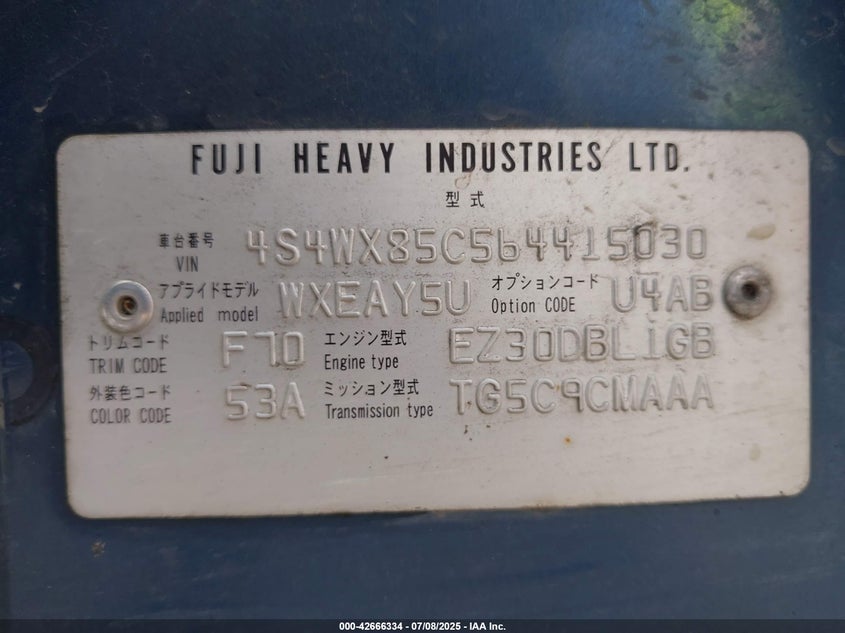 FUJI HEAVY INDUSTRIES LTD.
型式
車台番号 VIN 4S4WX85C564415030
アプライドモデル Applied model WXEAY5U オプションコード Option CODE U4AB
トリムコード TRIM CODE F70 エンジン型式 Engine type EZ30DBL1GB
外装色コード COLOR CODE 53A ミッション型式 Transmission type TG5C9CMAAA
000-42666334 - 07/08/2025 - IAA Inc.